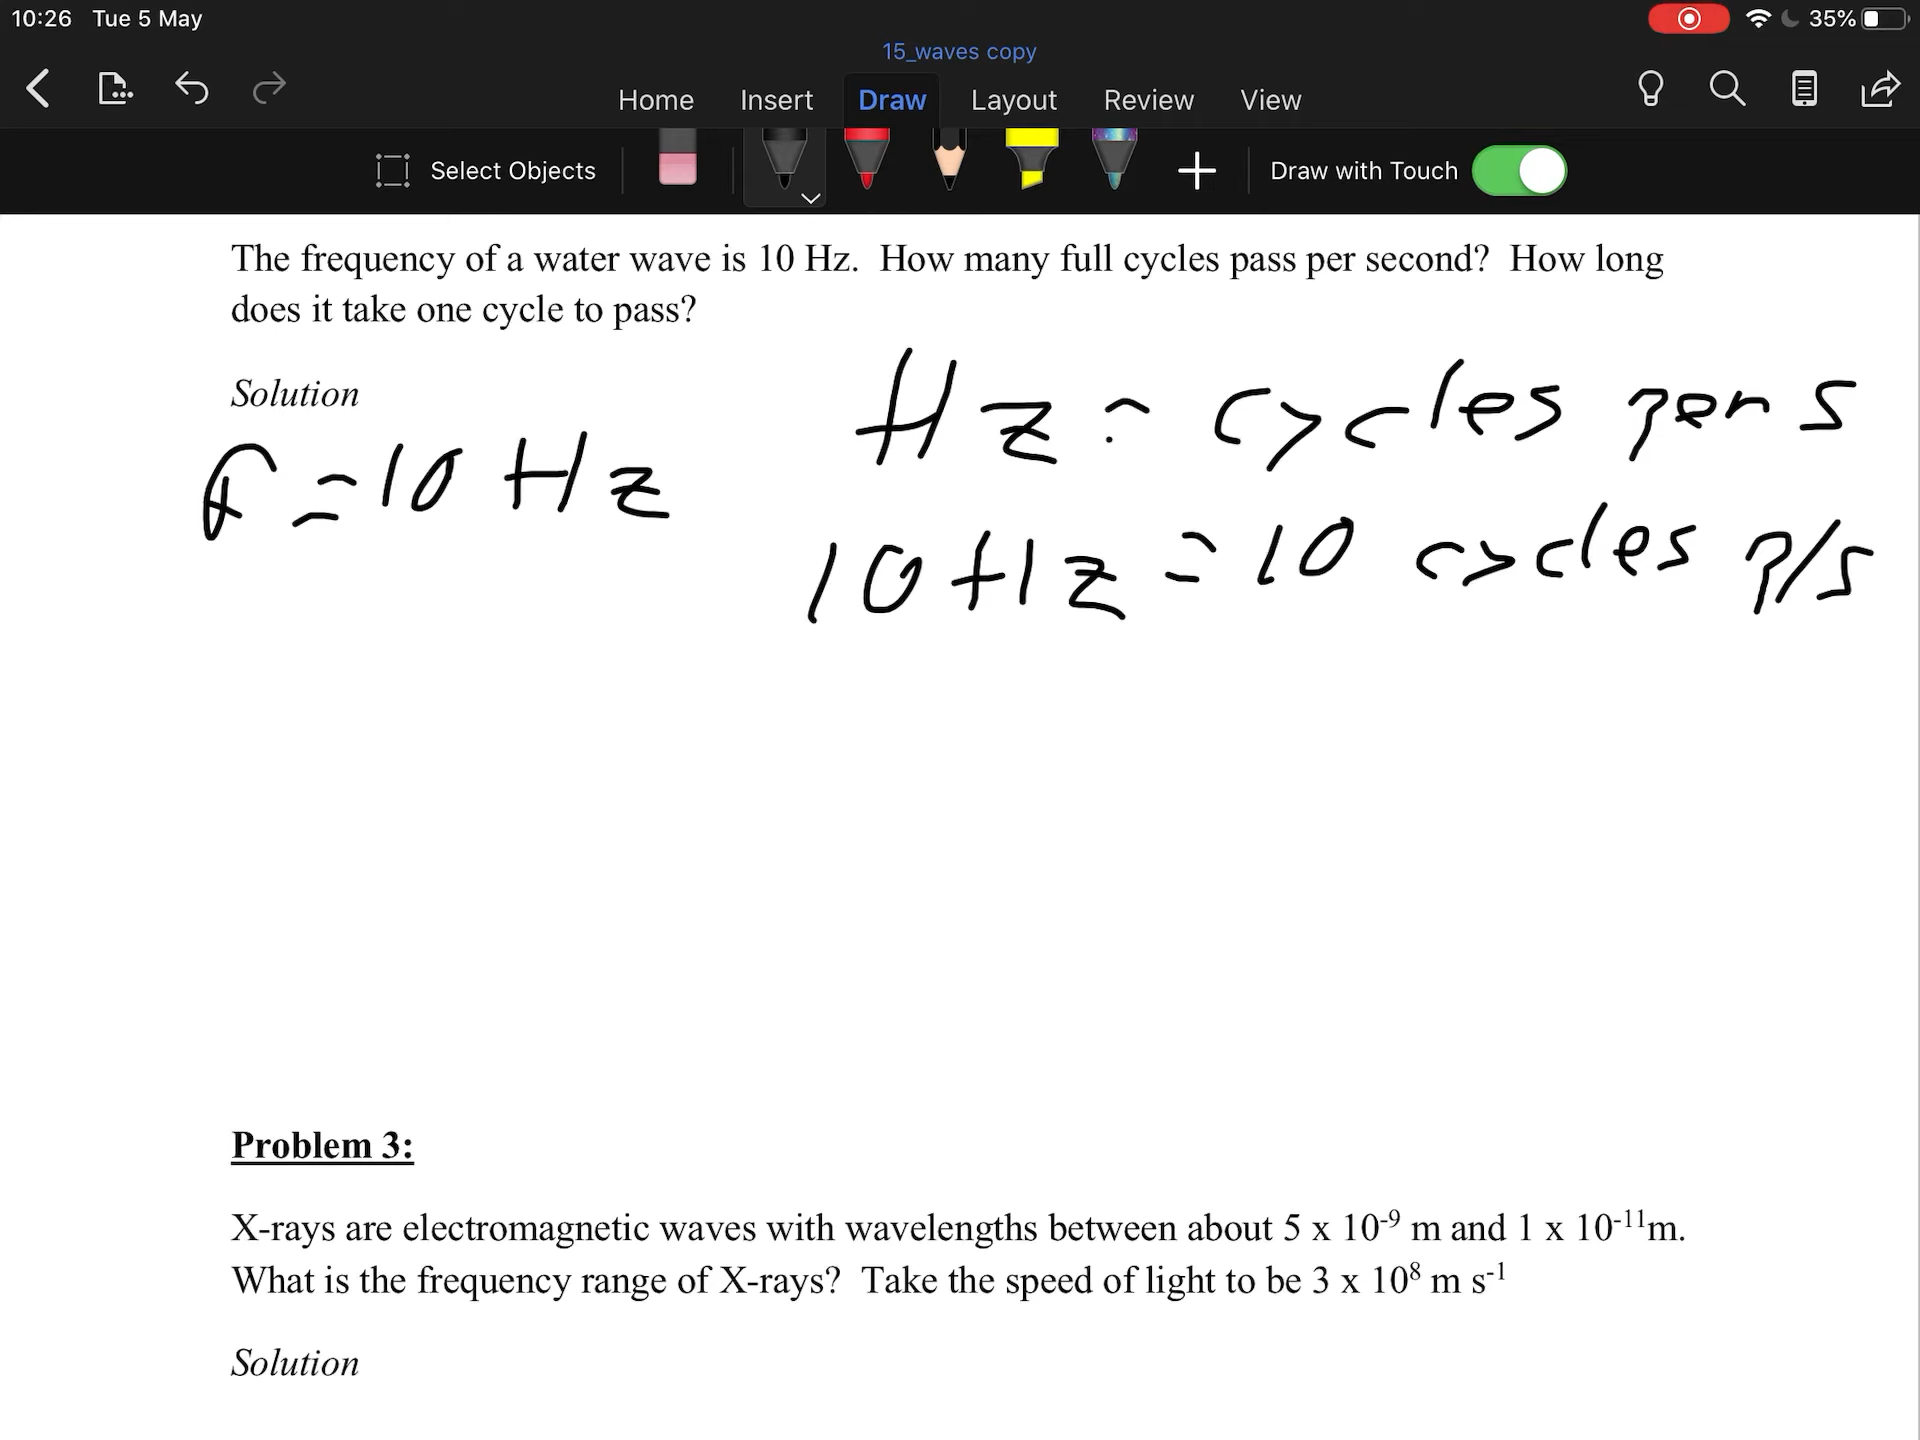 10:26 Tue 5 May 35%
15_waves copy
Home Insert Draw Layout Review View
Select Objects Draw with Touch
The frequency of a water wave is 10 Hz. How many full cycles pass per second? How long
does it take one cycle to pass?
Solution
Hz = cycles per s
f = 10 Hz
10 Hz = 10 cycles p/s
Problem 3:
X-rays are electromagnetic waves with wavelengths between about 5 x 10⁻⁹ m and 1 x 10⁻¹¹m.
What is the frequency range of X-rays? Take the speed of light to be 3 x 10⁸ m s⁻¹
Solution